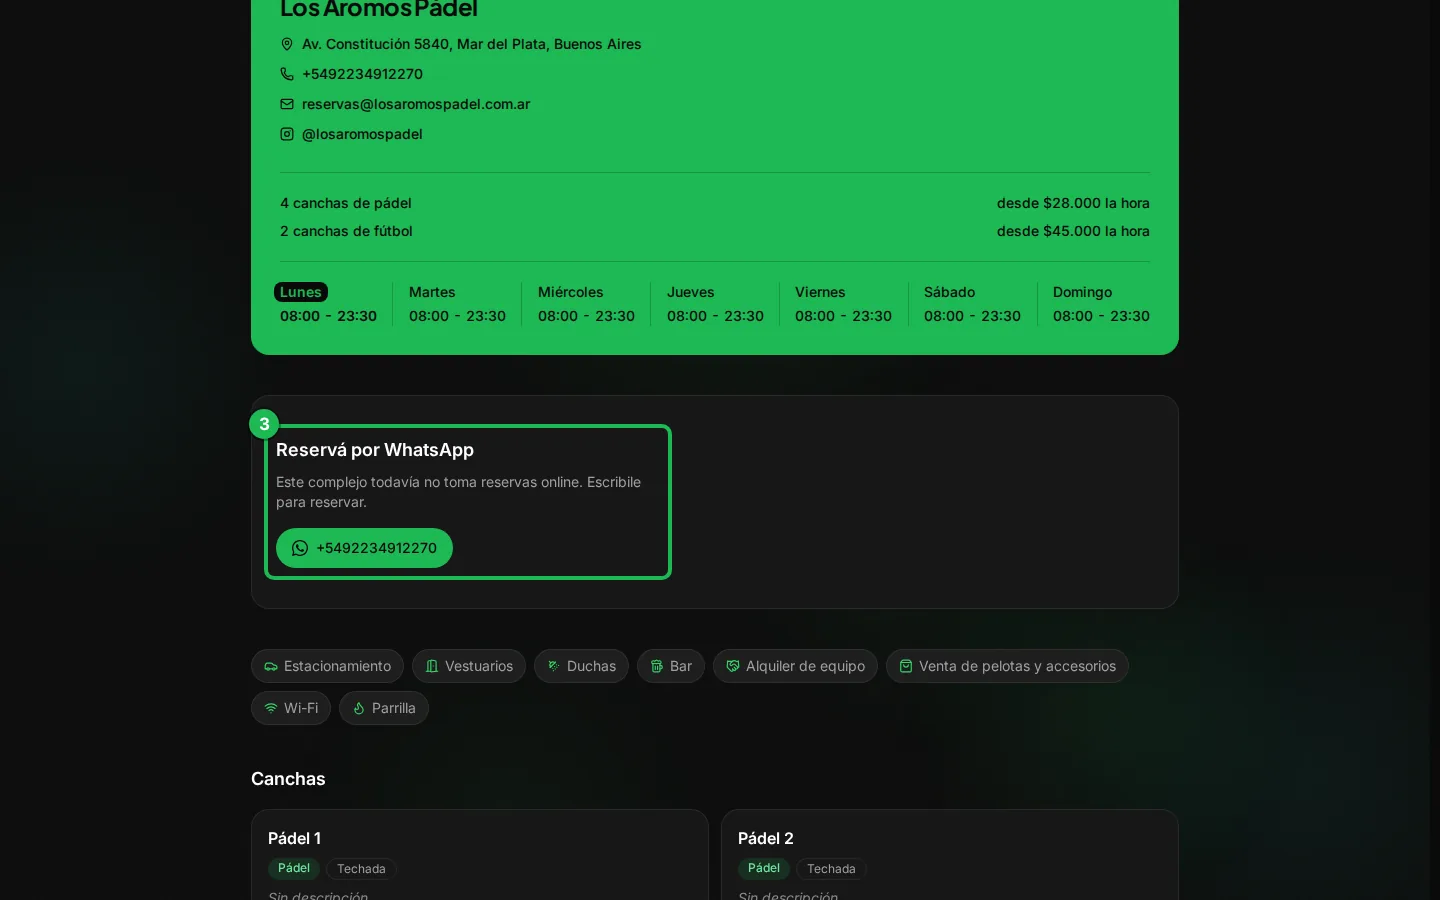 Los Aromos Pádel
Av. Constitución 5840, Mar del Plata, Buenos Aires
+5492234912270
reservas@losaromospadel.com.ar
@losaromospadel
4 canchas de pádel desde $28.000 la hora
2 canchas de fútbol desde $45.000 la hora
Lunes Martes Miércoles Jueves Viernes Sábado Domingo
08:00 - 23:30 08:00 - 23:30 08:00 - 23:30 08:00 - 23:30 08:00 - 23:30 08:00 - 23:30 08:00 - 23:30
3
Reservá por WhatsApp
Este complejo todavía no toma reservas online. Escribile
para reservar.
+5492234912270
Estacionamiento Vestuarios Duchas Bar Alquiler de equipo Venta de pelotas y accesorios
Wi-Fi Parrilla
Canchas
Pádel 1 Pádel 2
Pádel Techada Pádel Techada
Sin descripción Sin descripción